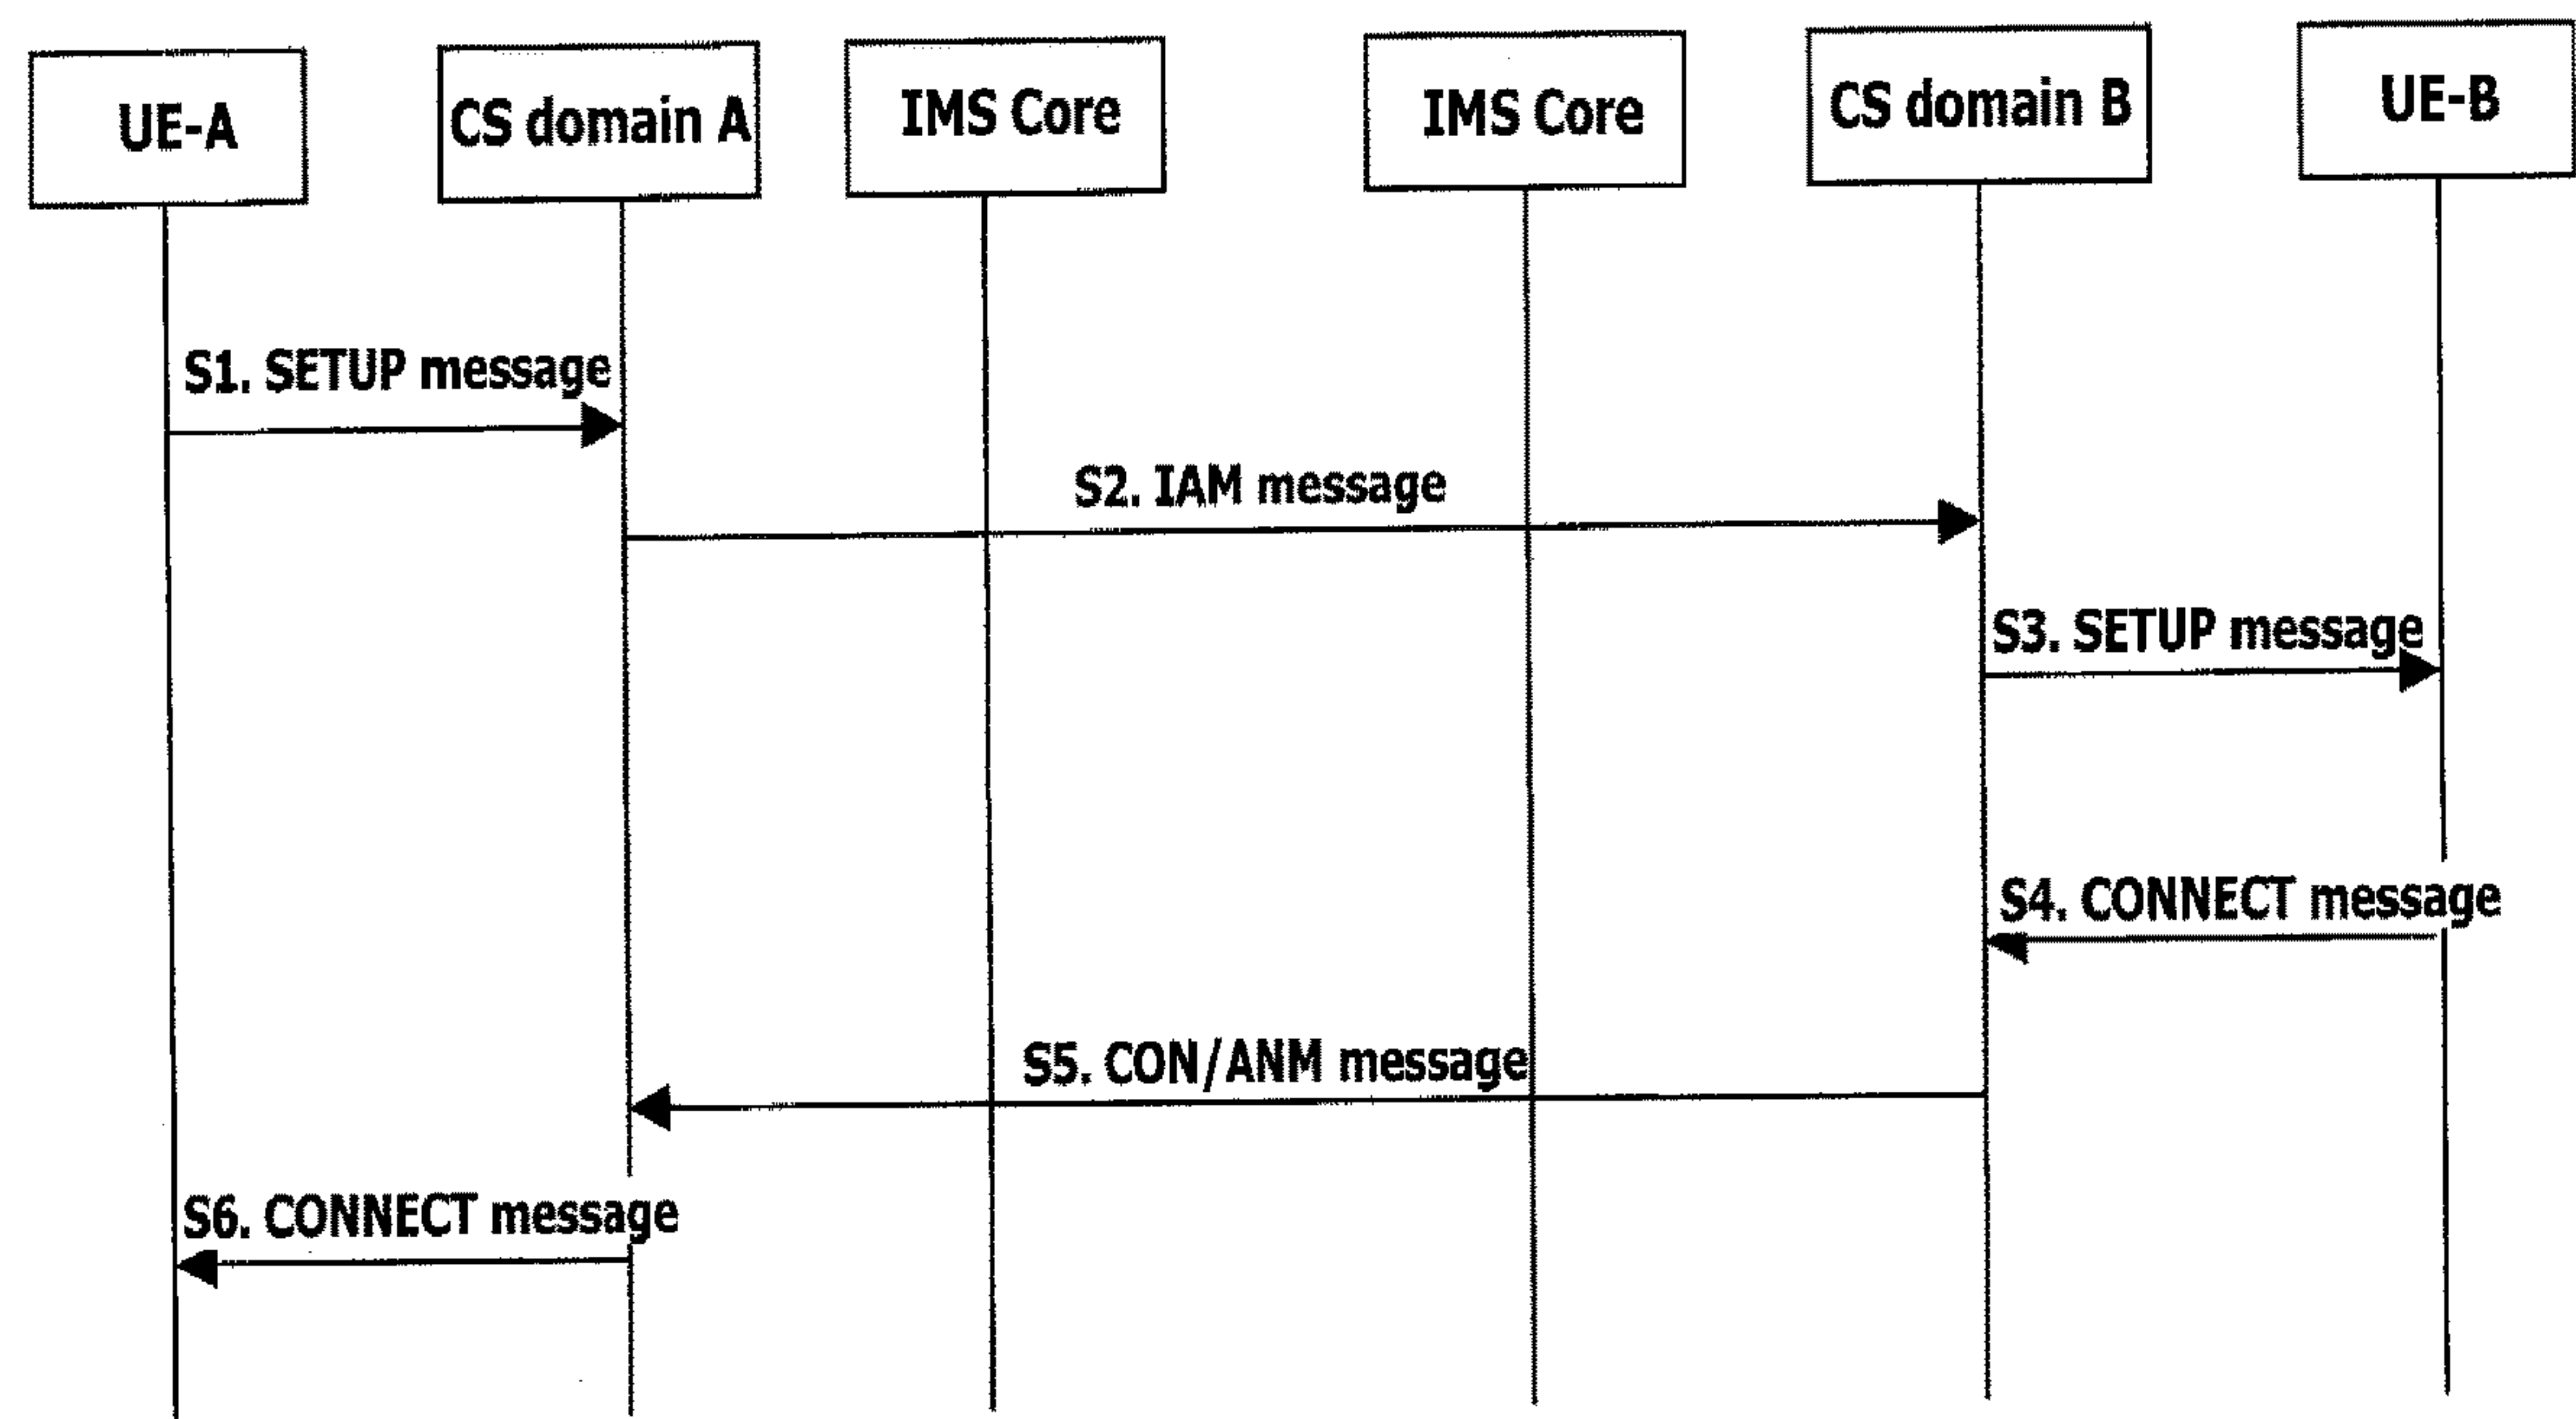 UE-A
CS domain A
IMS Core
IMS Core
CS domain B
UE-B
S1. SETUP message
S2. IAM message
S3. SETUP message
S4. CONNECT message
S5. CON/ANM message
S6. CONNECT message